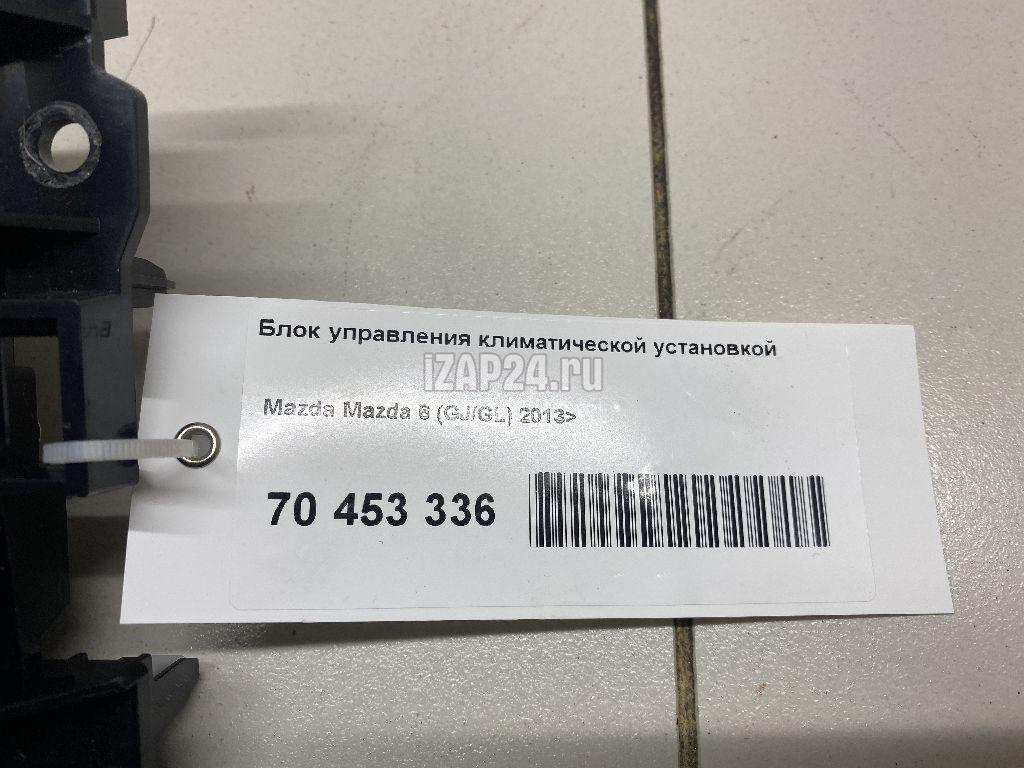 Блок управления климатической установкой
iZAP24.ru
Mazda Mazda 6 (GJ/GL) 2013>
70 453 336